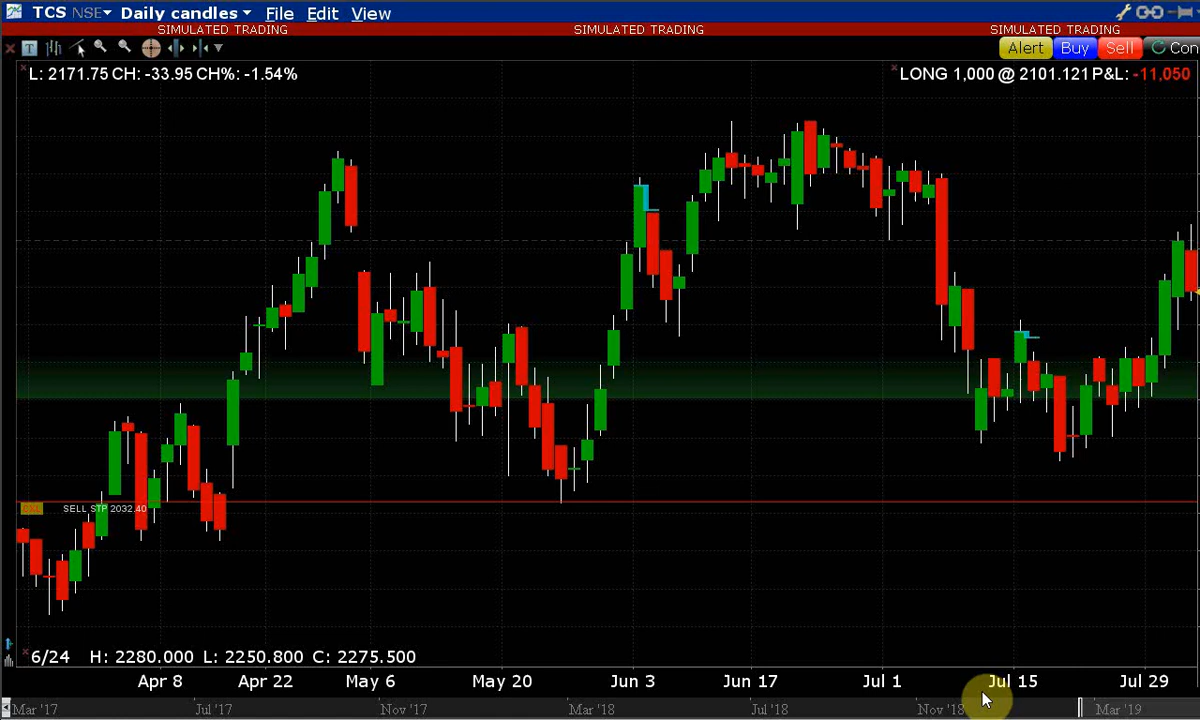 TCS NSE Daily candles File Edit View
SIMULATED TRADING SIMULATED TRADING SIMULATED TRADING
T Alert Buy Sell Con
L: 2171.75 CH: -33.95 CH%: -1.54% LONG 1,000 @ 2101.121 P&L: -11,050
SELL STP 2032.40
6/24 H: 2280.000 L: 2250.800 C: 2275.500
Apr 8 Apr 22 May 6 May 20 Jun 3 Jun 17 Jul 1 Jul 15 Jul 29
Mar '17 Jul '17 Nov '17 Mar '18 Jul '18 Nov '18 Mar '19